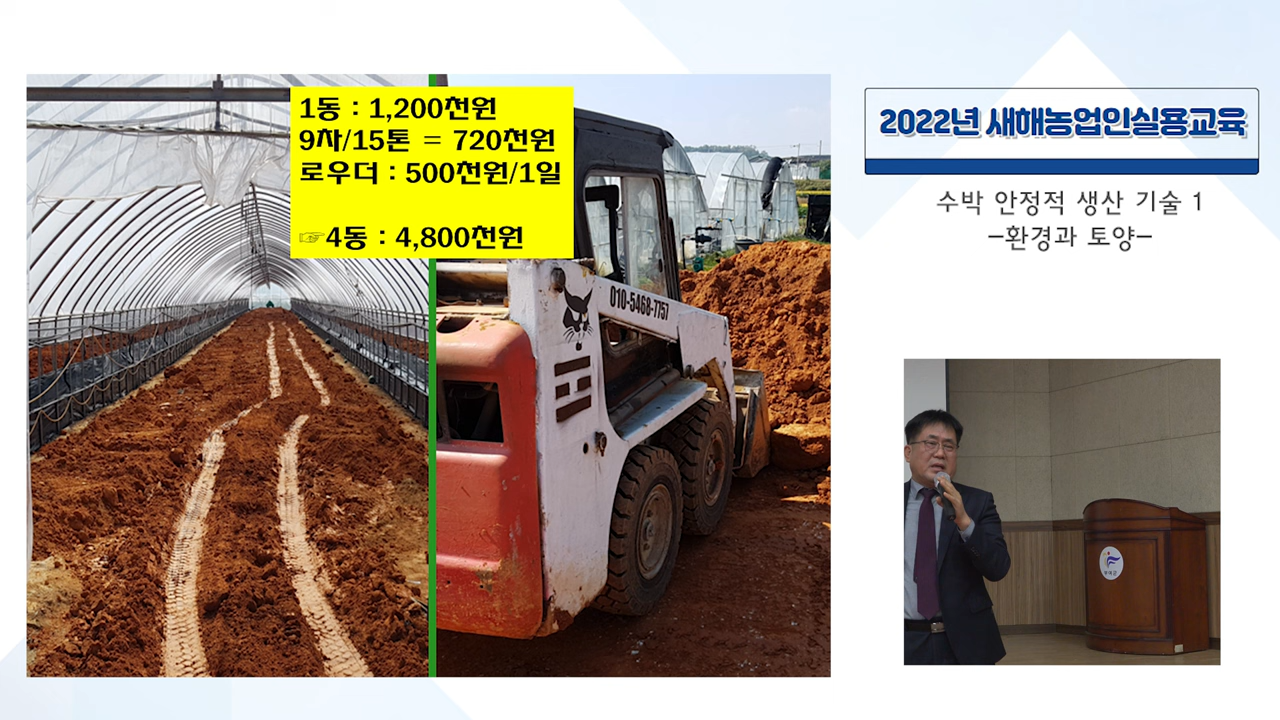 1동 : 1,200천원
9차/15톤 = 720천원
로우더 : 500천원/1일
☞4동 : 4,800천원
010-5468-7757
2022년 새해농업인실용교육
수박 안정적 생산 기술 1
-환경과 토양-